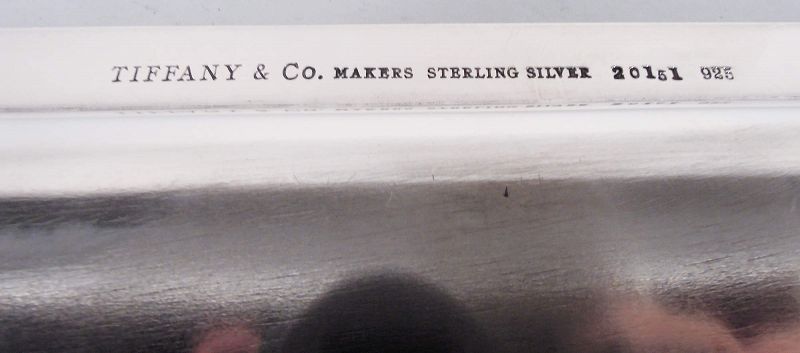 TIFFANY & Co. MAKERS STERLING SILVER 20151 925